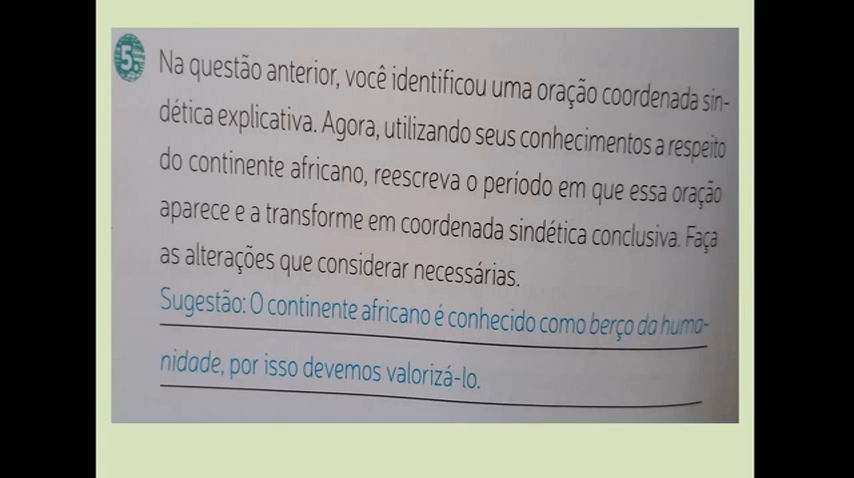 5. Na questão anterior, você identificou uma oração coordenada sin-
dética explicativa. Agora, utilizando seus conhecimentos a respeito
do continente africano, reescreva o período em que essa oração
aparece e a transforme em coordenada sindética conclusiva. Faça
as alterações que considerar necessárias.
Sugestão: O continente africano é conhecido como berço da huma-
nidade, por isso devemos valorizá-lo.